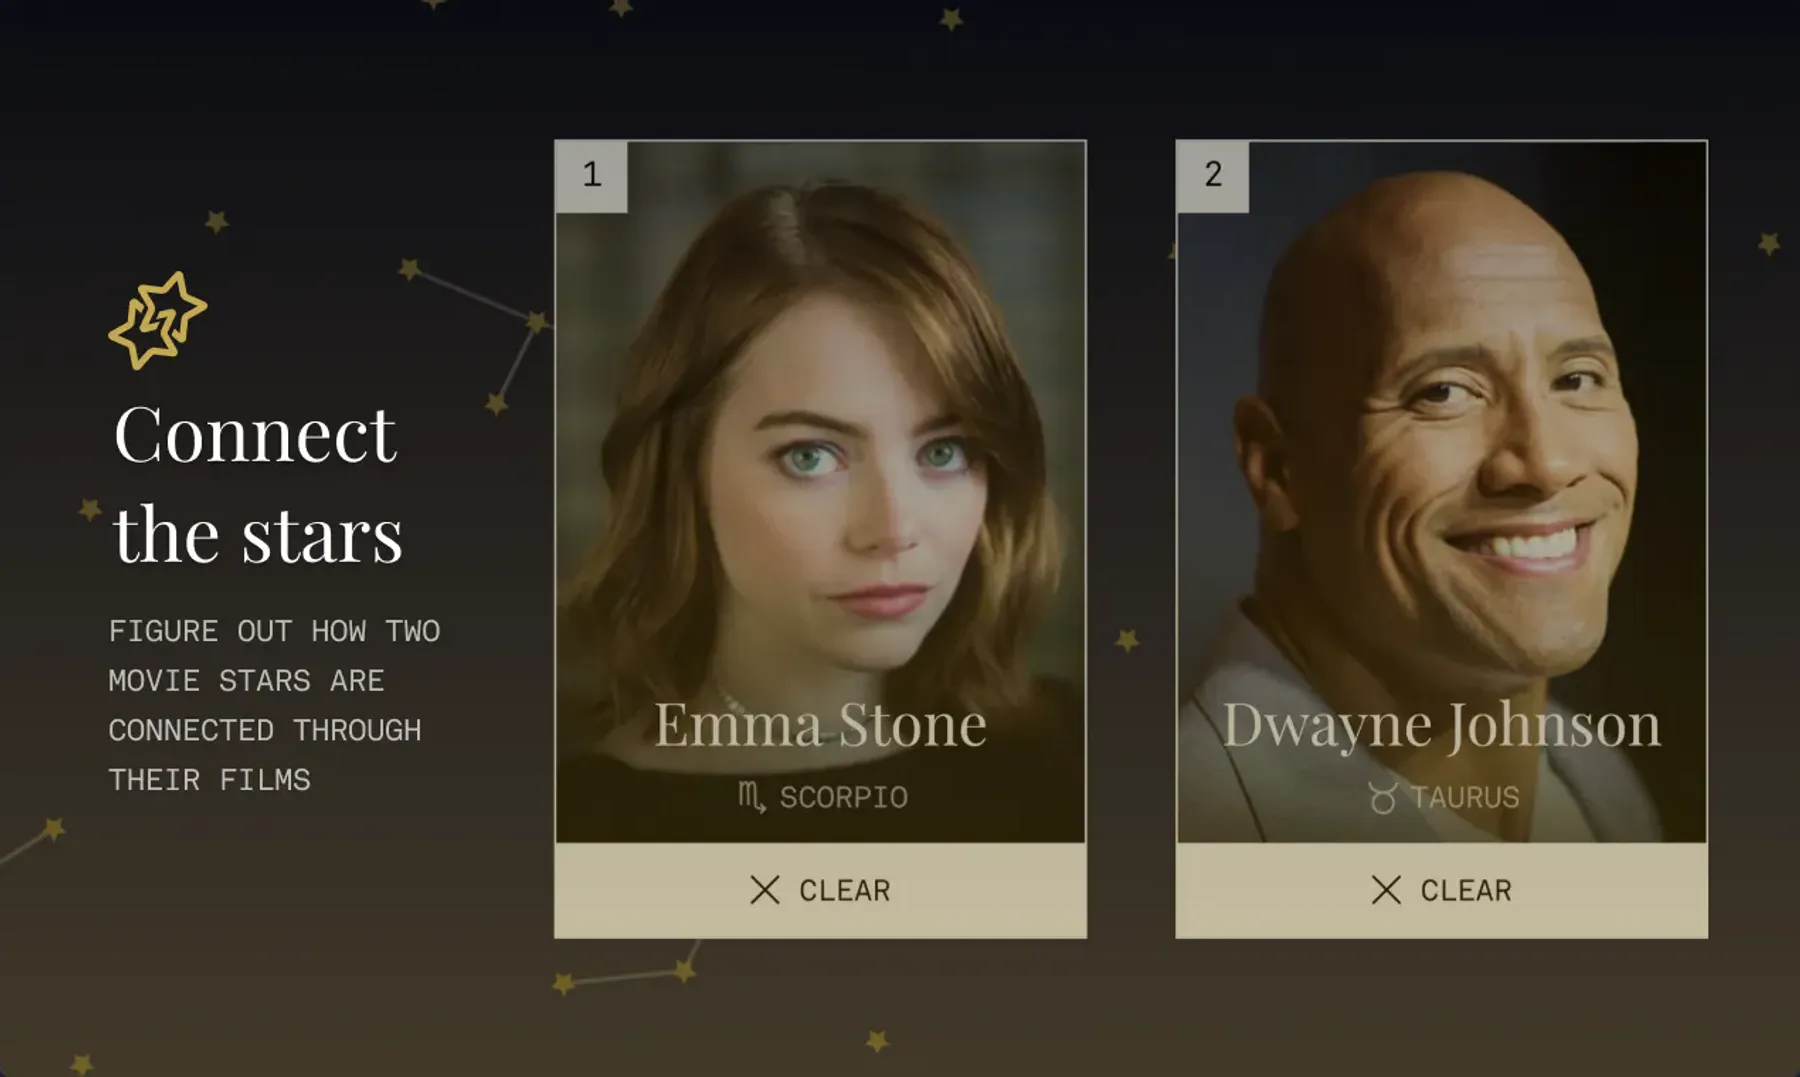 Connect
the stars
FIGURE OUT HOW TWO
MOVIE STARS ARE
CONNECTED THROUGH
THEIR FILMS
1
Emma Stone
♏ SCORPIO
CLEAR
2
Dwayne Johnson
♉ TAURUS
CLEAR